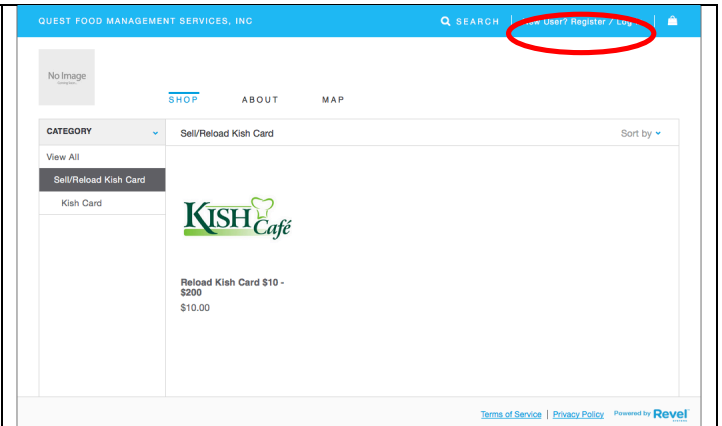 QUEST FOOD MANAGEMENT SERVICES, INC
SEARCH
New User? Register / Log
No Image
SHOP ABOUT MAP
CATEGORY
Sell/Reload Kish Card
Sort by
View All
Sell/Reload Kish Card
Kish Card
KISH Café
Reload Kish Card $10 -
$200
$10.00
Terms of Service | Privacy Policy Powered by Revel